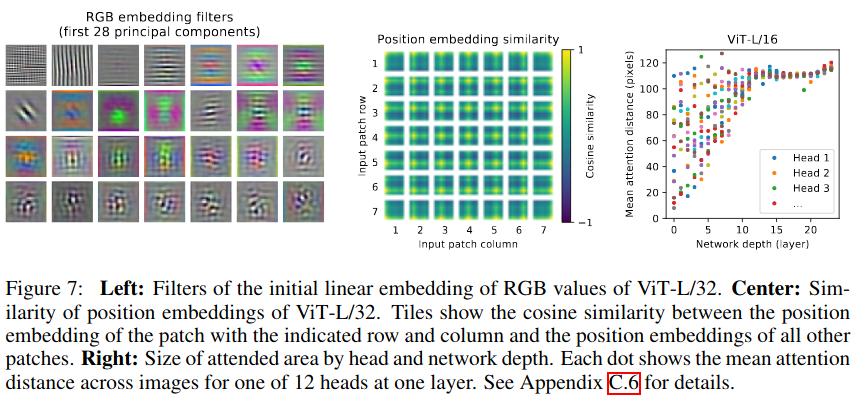 RGB embedding filters
(first 28 principal components)
Position embedding similarity
1
2
3
4
5
6
7
Input patch row
1 2 3 4 5 6 7
Input patch column
1
−1
Cosine similarity
ViT-L/16
120
100
80
60
40
20
0
Mean attention distance (pixels)
Head 1
Head 2
Head 3
...
0 5 10 15 20
Network depth (layer)
Figure 7: Left: Filters of the initial linear embedding of RGB values of ViT-L/32. Center: Sim-
ilarity of position embeddings of ViT-L/32. Tiles show the cosine similarity between the position
embedding of the patch with the indicated row and column and the position embeddings of all other
patches. Right: Size of attended area by head and network depth. Each dot shows the mean attention
distance across images for one of 12 heads at one layer. See Appendix C.6 for details.